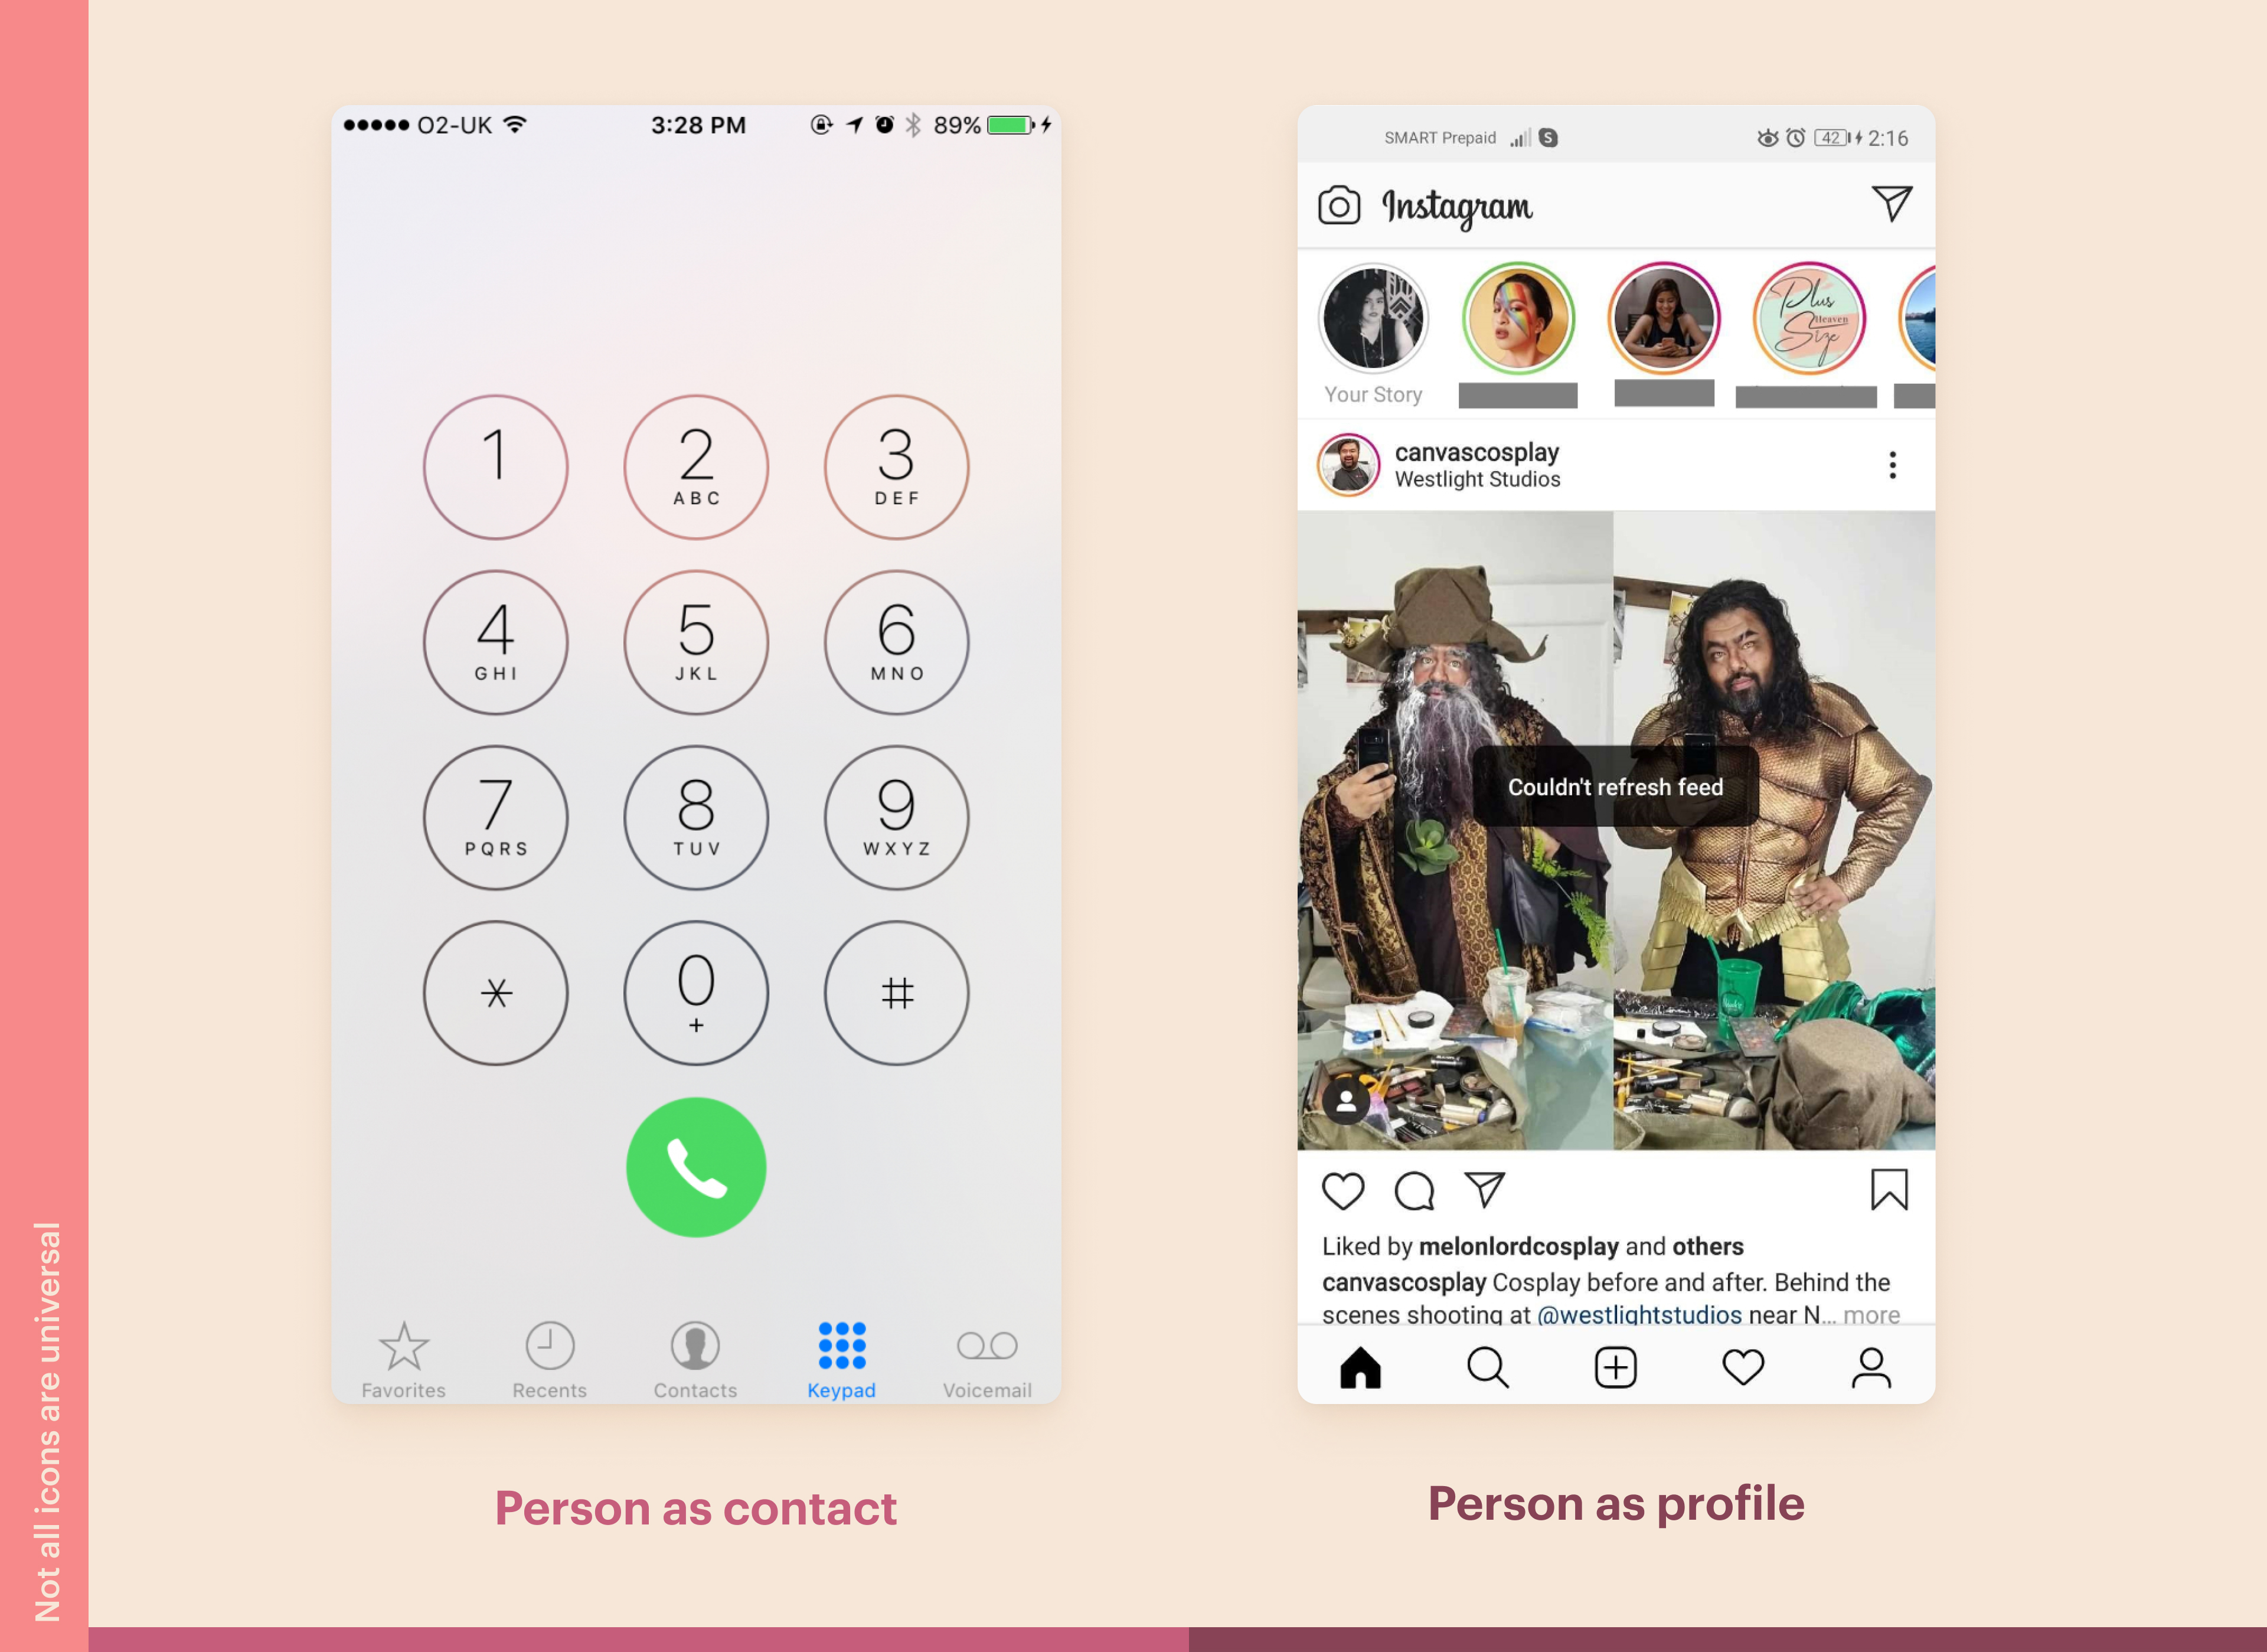 Not all icons are universal
O2-UK 3:28 PM 89%
1
2
ABC
3
DEF
4
GHI
5
JKL
6
MNO
7
PQRS
8
TUV
9
WXYZ
*
0
+
#
Favorites Recents Contacts Keypad Voicemail
Person as contact
SMART Prepaid S 42 2:16
Instagram
Plus
Heaven
Size
Your Story
canvascosplay
Westlight Studios
Couldn't refresh feed
Liked by melonlordcosplay and others
canvascosplay Cosplay before and after. Behind the
scenes shooting at @westlightstudios near N... more
Person as profile